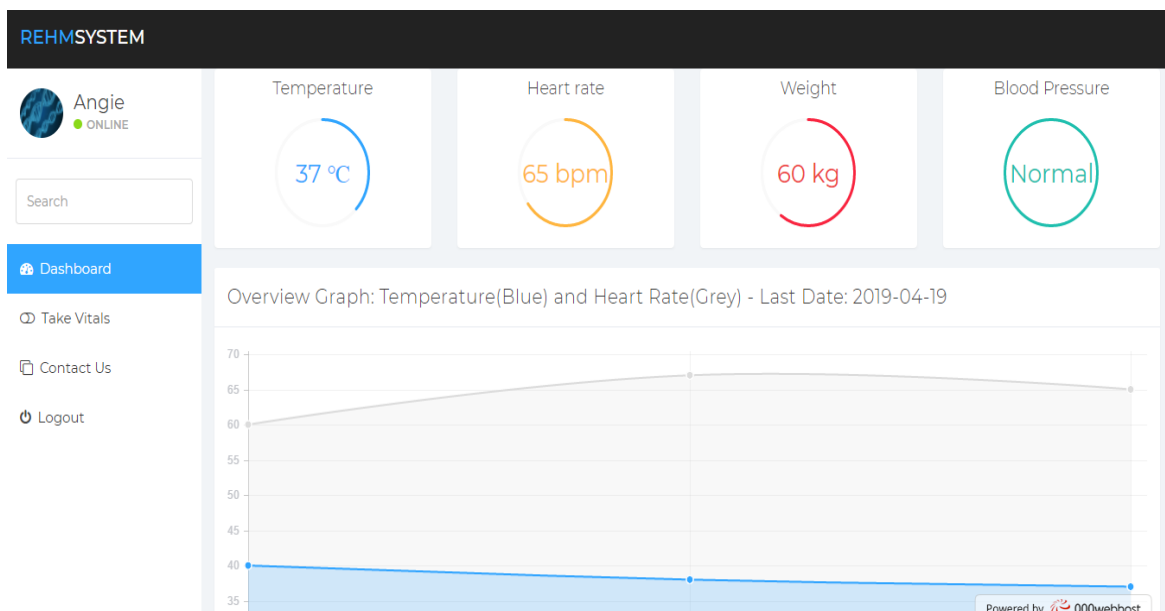 REHMSYSTEM
Angie
ONLINE
Search
Dashboard
Take Vitals
Contact Us
Logout
Temperature
37 °C
Heart rate
65 bpm
Weight
60 kg
Blood Pressure
Normal
Overview Graph: Temperature(Blue) and Heart Rate(Grey) - Last Date: 2019-04-19
70
65
60
55
50
45
40
35
Powered by 000webhost